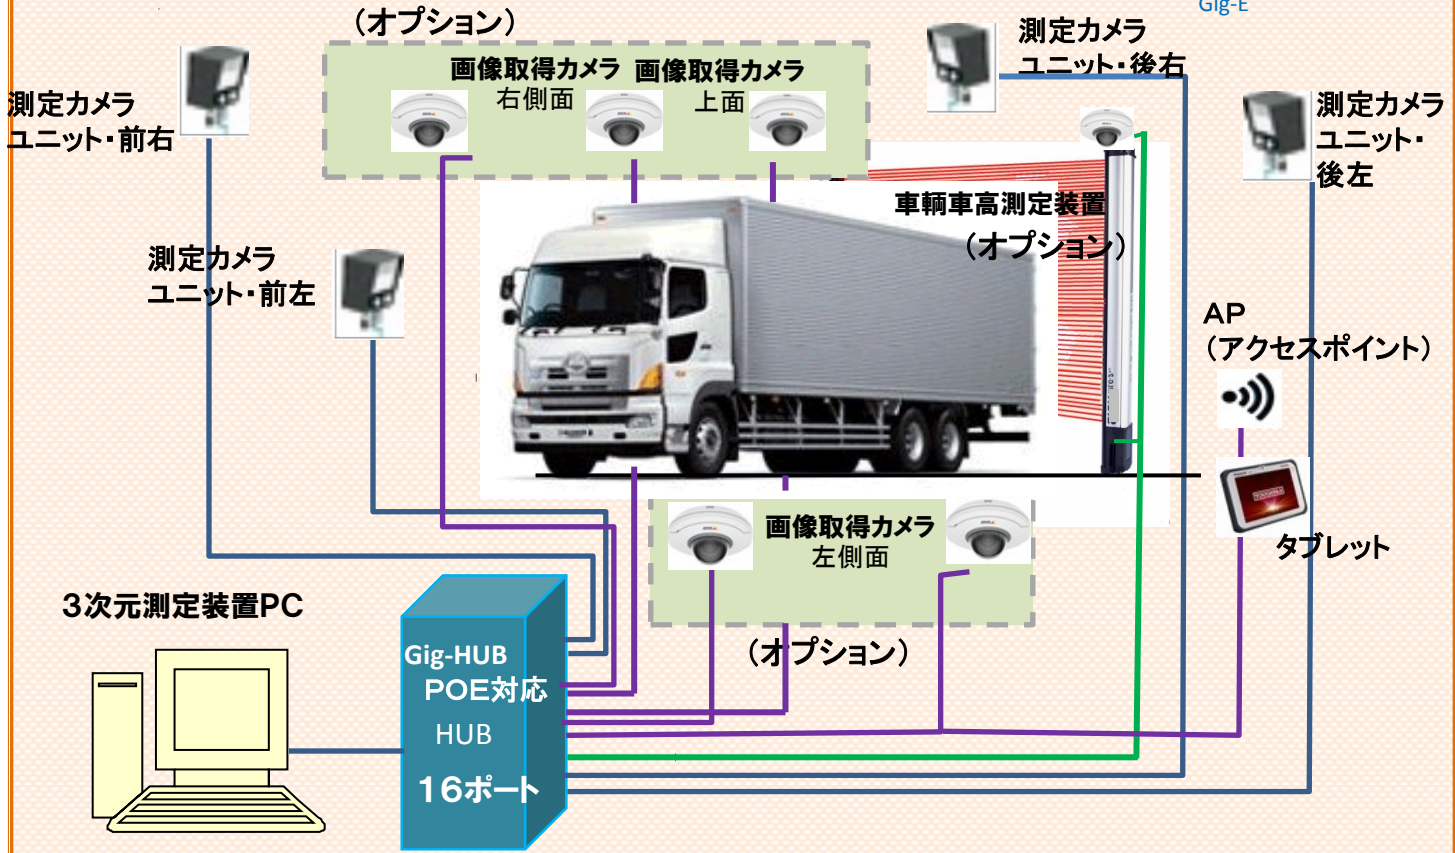 Gig-E
（オプション）
測定カメラ
ユニット・後右
画像取得カメラ 画像取得カメラ
右側面 上面
測定カメラ
ユニット・前右
測定カメラ
ユニット・
後左
車輌車高測定装置
（オプション）
測定カメラ
ユニット・前左
AP
（アクセスポイント）
画像取得カメラ
左側面
タブレット
3次元測定装置PC
（オプション）
Gig-HUB
POE対応
HUB
16ポート